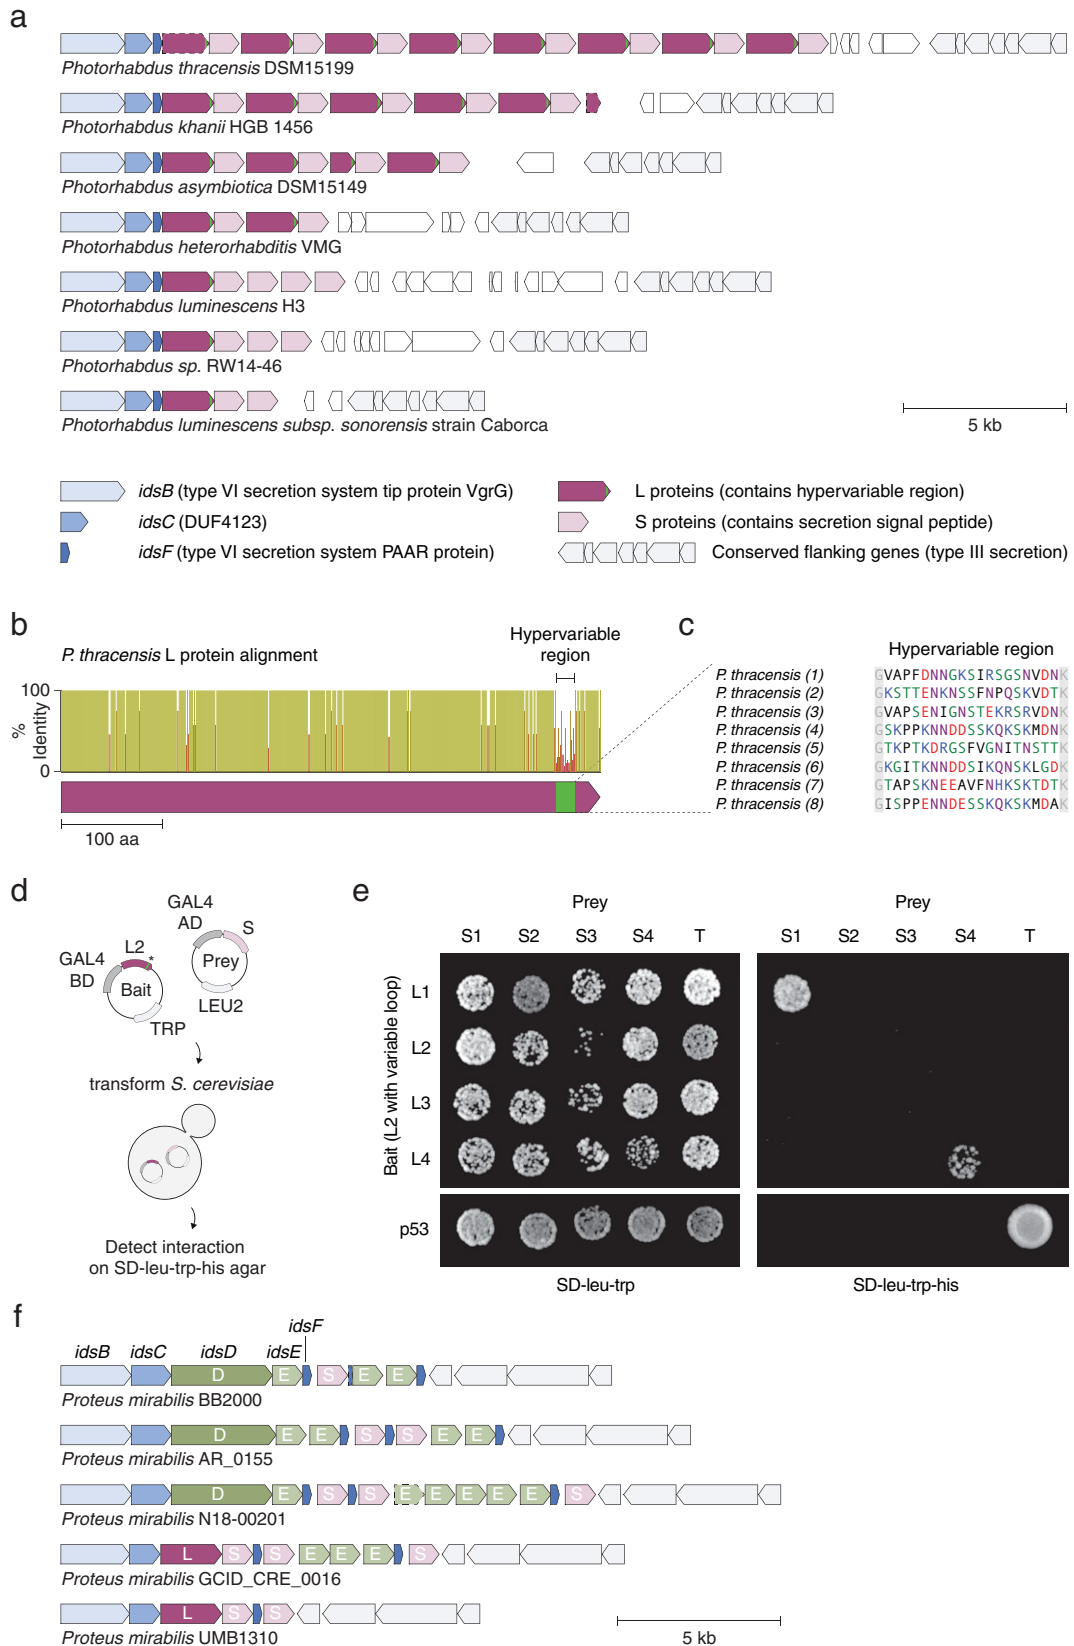 a
Photorhabdus thracensis DSM15199
Photorhabdus khanii HGB 1456
Photorhabdus asymbiotica DSM15149
Photorhabdus heterorhabditis VMG
Photorhabdus luminescens H3
Photorhabdus sp. RW14-46
Photorhabdus luminescens subsp. sonorensis strain Caborca
5 kb
idsB (type VI secretion system tip protein VgrG)
idsC (DUF4123)
idsF (type VI secretion system PAAR protein)
L proteins (contains hypervariable region)
S proteins (contains secretion signal peptide)
Conserved flanking genes (type III secretion)
b
P. thracensis L protein alignment
Hypervariable
region
100
0
%
Identity
100 aa
c
Hypervariable region
P. thracensis (1) GVAPFDNNGKSIRSGSNVDNK
P. thracensis (2) GKSTTENKNSSFNPQSKVDTK
P. thracensis (3) GVAPSENIGNSTEKRSRVDNK
P. thracensis (4) GSKPPKNNDDSSKQKSKMDNK
P. thracensis (5) GTKPTKDRGSFVGNITNSTTK
P. thracensis (6) GKGITKNNDDSIKQNSKLGDK
P. thracensis (7) GTAPSKNEEAVFNHKSKTDTK
P. thracensis (8) GISPPENNDESSKQKSKMDAK
d
GAL4
AD
S
Prey
LEU2
GAL4
BD
L2
*
Bait
TRP
transform S. cerevisiae
Detect interaction
on SD-leu-trp-his agar
e
Prey
S1 S2 S3 S4 T
Prey
S1 S2 S3 S4 T
Bait (L2 with variable loop)
L1
L2
L3
L4
p53
SD-leu-trp
SD-leu-trp-his
f
idsB idsC idsD idsE idsF
D E S E E
Proteus mirabilis BB2000
D E E S S E E
Proteus mirabilis AR_0155
D E S S E E E E E S
Proteus mirabilis N18-00201
L S S E E E S
Proteus mirabilis GCID_CRE_0016
L S S
Proteus mirabilis UMB1310
5 kb